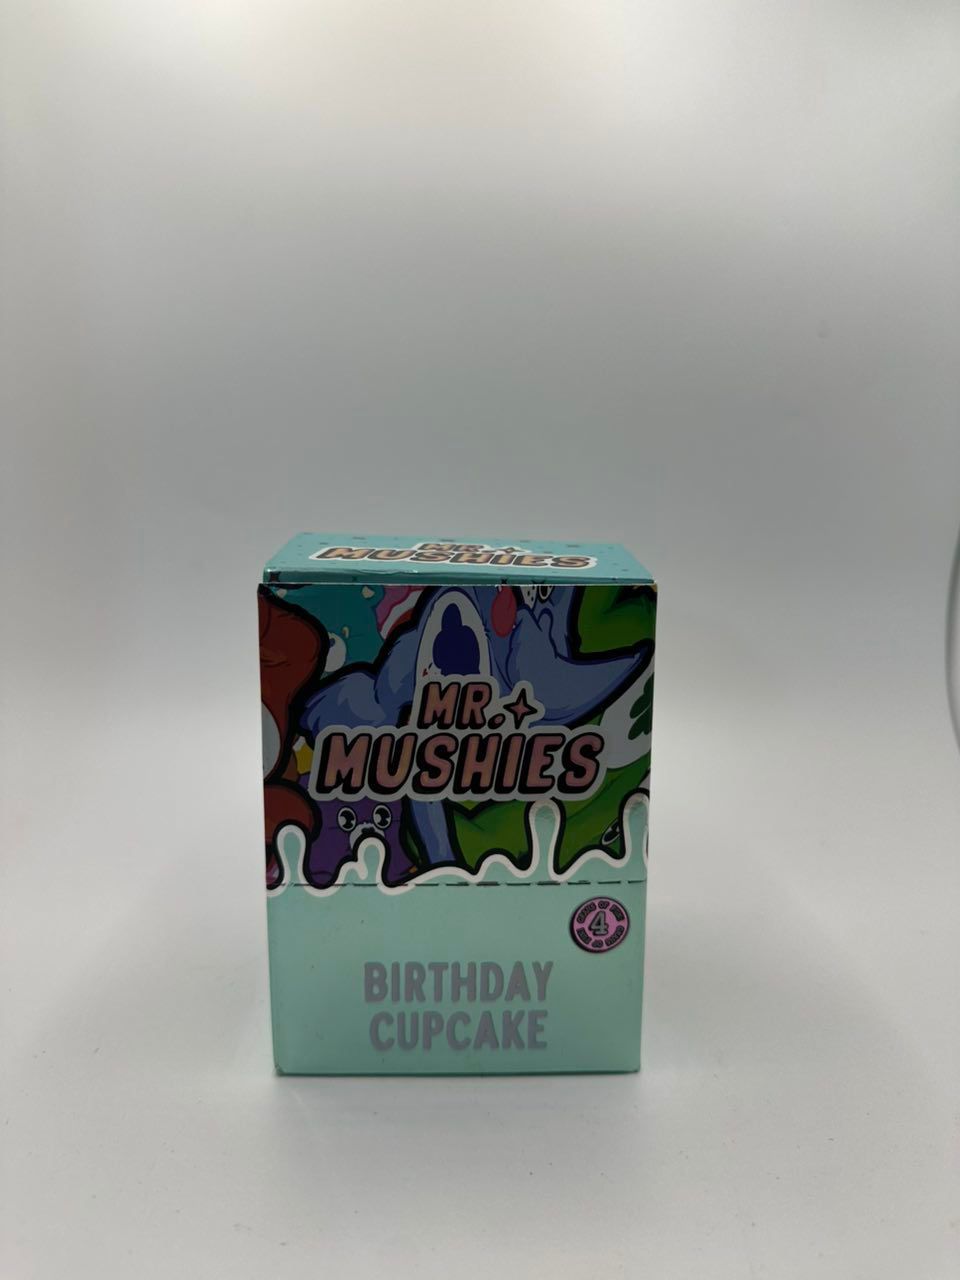 MR.
MUSHIES
MR.
MUSHIES
4
BIRTHDAY
CUPCAKE